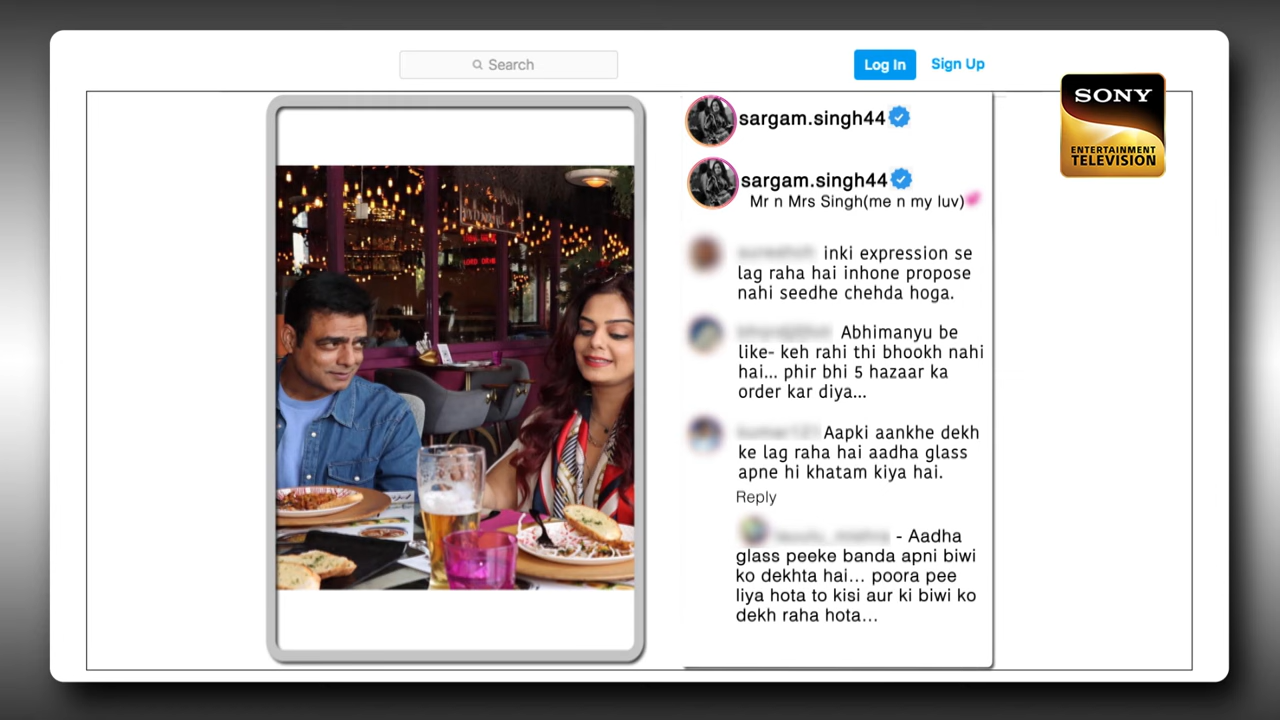 Search
Log In
Sign Up
SONY
ENTERTAINMENT
TELEVISION
sargam.singh44
sargam.singh44
Mr n Mrs Singh(me n my luv)
inki expression se
lag raha hai inhone propose
nahi seedhe chehda hoga.
Abhimanyu be
like- keh rahi thi bhookh nahi
hai... phir bhi 5 hazaar ka
order kar diya...
Aapki aankhe dekh
ke lag raha hai aadha glass
apne hi khatam kiya hai.
Reply
- Aadha
glass peeke banda apni biwi
ko dekhta hai... poora pee
liya hota to kisi aur ki biwi ko
dekh raha hota...